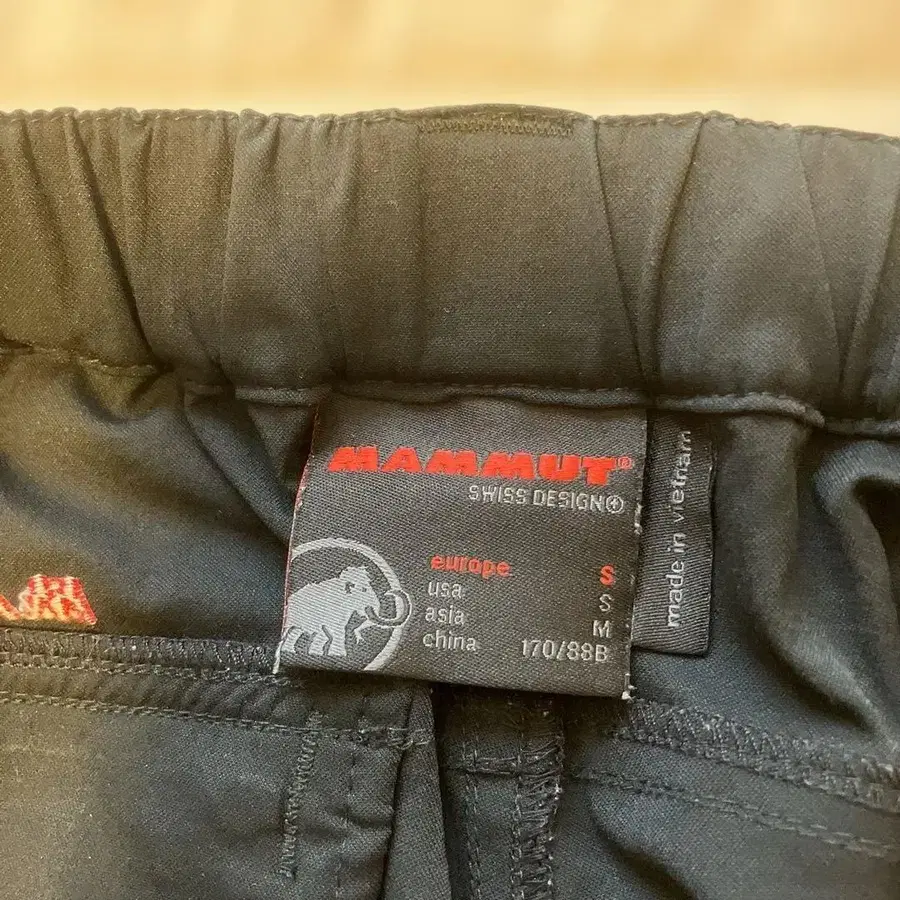 MAMMUT®
SWISS DESIGN
europe S
usa S
asia M
china 170/88B
made in vietnam